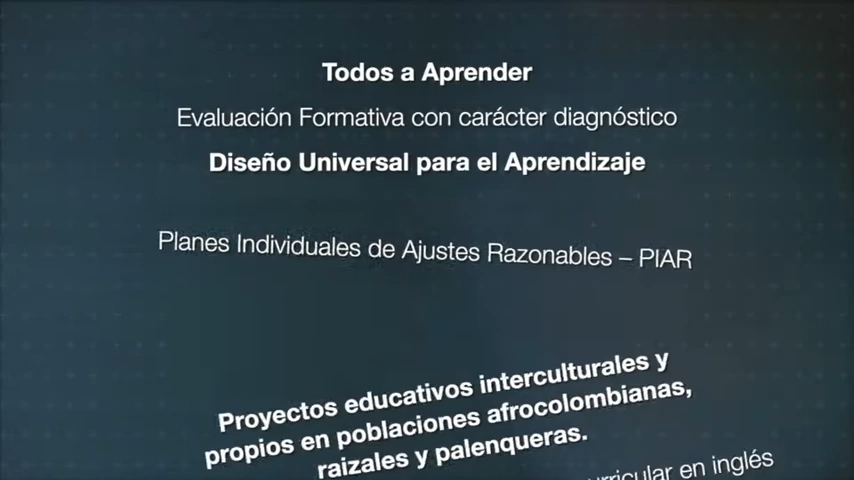 Todos a Aprender
Evaluación Formativa con carácter diagnóstico
Diseño Universal para el Aprendizaje
Planes Individuales de Ajustes Razonables – PIAR
Proyectos educativos interculturales y
propios en poblaciones afrocolombianas,
raizales y palenqueras.
en inglés